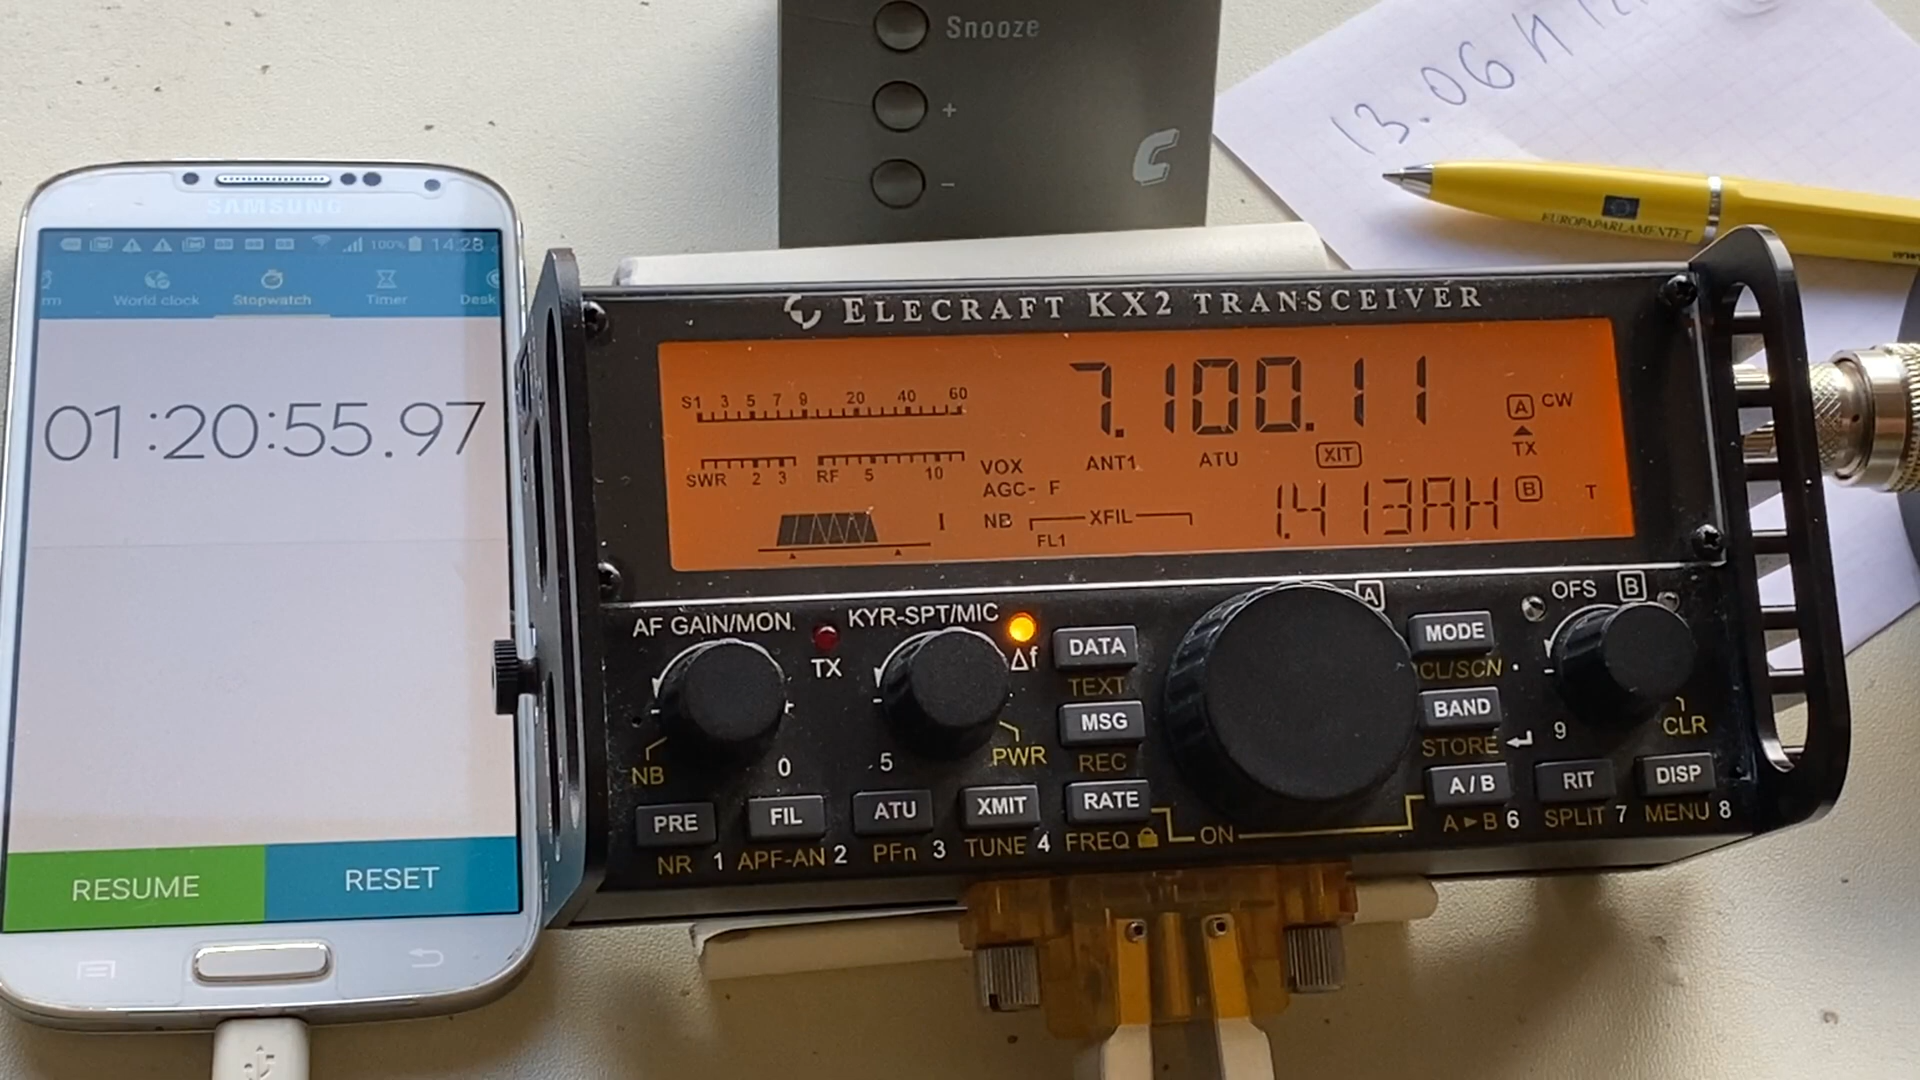 Snooze
+
−
13.06
SAMSUNG
100% 14:28
World clock Stopwatch Timer Desk
01:20:55.97
RESUME RESET
EUROPAPARLAMENTET
ELECRAFT KX2 TRANSCEIVER
S1 3 5 7 9 20 40 60
7.100.11
A CW
TX
SWR 2 3 RF 5 10
VOX ANT1 ATU XIT
AGC- F
NB XFIL
FL1
I
1.413AH B T
AF GAIN/MON.
TX
KYR-SPT/MIC
Δf
- +
NB 0
- 5 PWR
DATA
TEXT
MSG
REC
RATE
FREQ
ON
A
MODE
CL/SCN
BAND
STORE
A/B
A►B 6
OFS B
- 9 CLR
RIT
SPLIT 7
DISP
MENU 8
PRE
NR 1
FIL
APF-AN 2
ATU
PFn 3
XMIT
TUNE 4